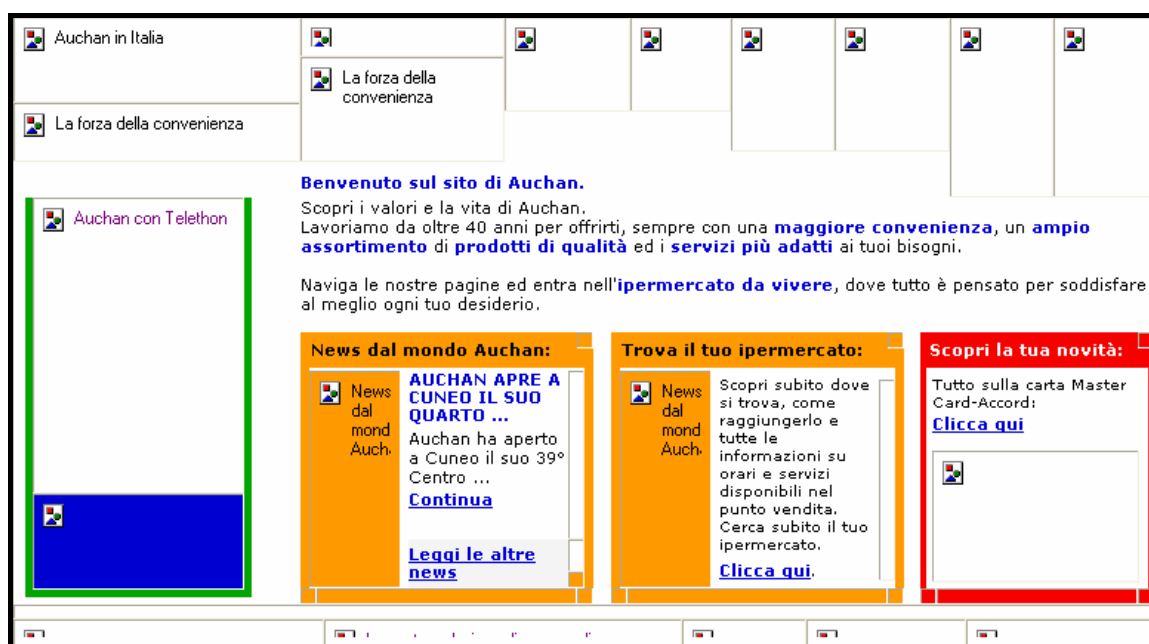 Auchan in Italia
La forza della
convenienza
La forza della convenienza
Auchan con Telethon
Benvenuto sul sito di Auchan.
Scopri i valori e la vita di Auchan.
Lavoriamo da oltre 40 anni per offrirti, sempre con una maggiore convenienza, un ampio
assortimento di prodotti di qualità ed i servizi più adatti ai tuoi bisogni.
Naviga le nostre pagine ed entra nell'ipermercato da vivere, dove tutto è pensato per soddisfare
al meglio ogni tuo desiderio.
News dal mondo Auchan:
News
dal
mond
Auch
AUCHAN APRE A
CUNEO IL SUO
QUARTO ...
Auchan ha aperto
a Cuneo il suo 39°
Centro ...
Continua
Leggi le altre
news
Trova il tuo ipermercato:
News
dal
mond
Auch
Scopri subito dove
si trova, come
raggiungerlo e
tutte le
informazioni su
orari e servizi
disponibili nel
punto vendita.
Cerca subito il tuo
ipermercato.
Clicca qui.
Scopri la tua novità:
Tutto sulla carta Master
Card-Accord:
Clicca qui